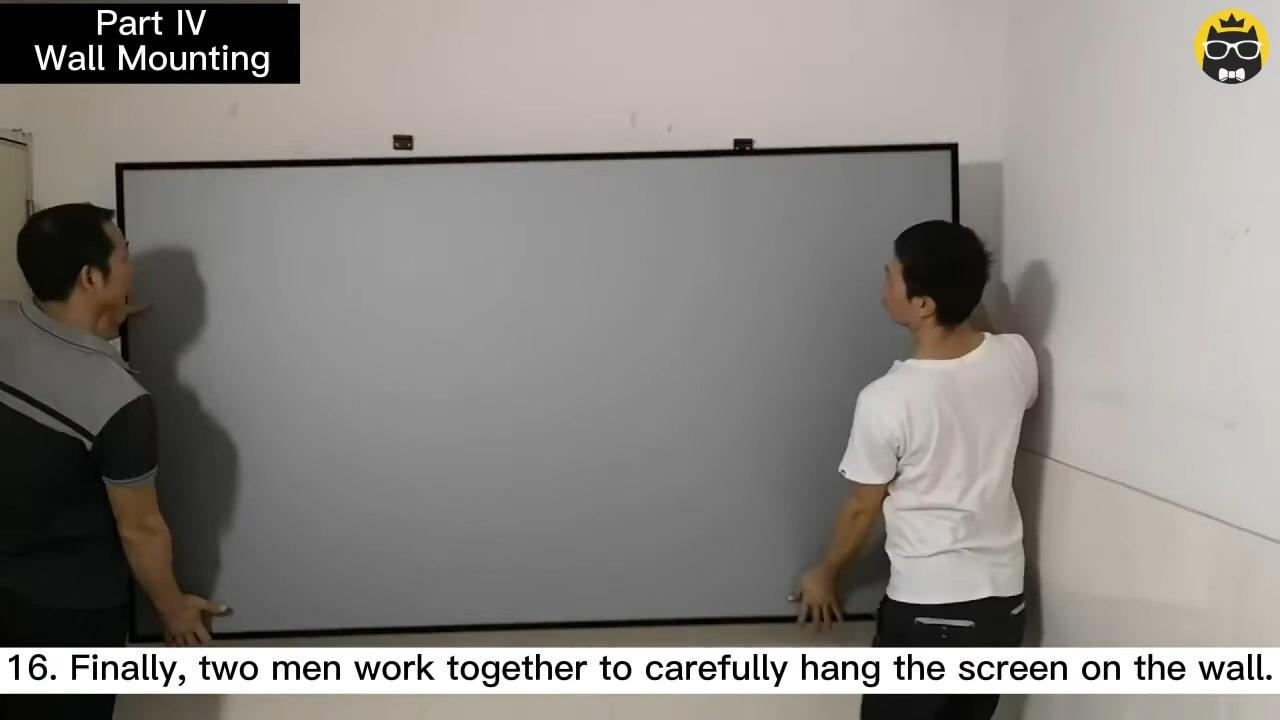 Part IV
Wall Mounting
16. Finally, two men work together to carefully hang the screen on the wall.